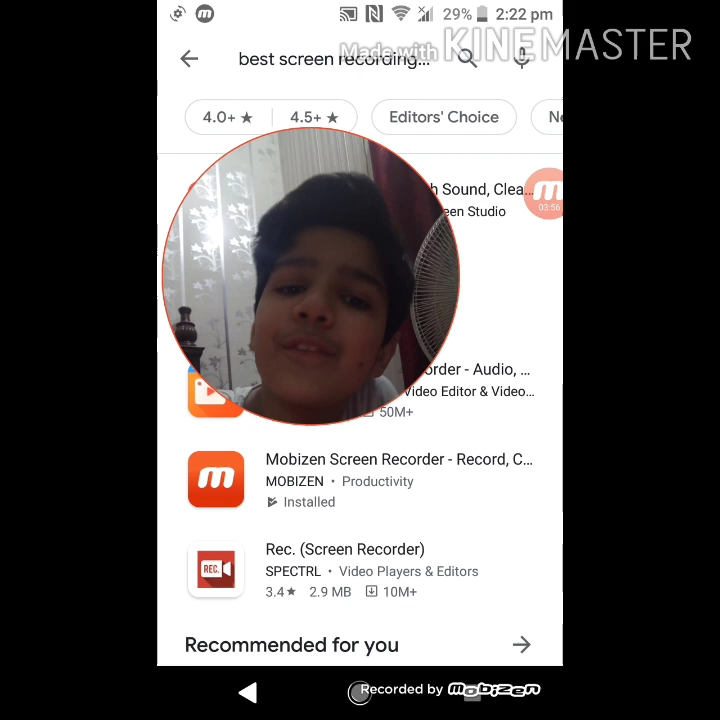 29% 2:22 pm
Made with KINEMASTER
best screen recording...
4.0+ ★ 4.5+ ★ Editors' Choice
h Sound, Clea...
een Studio
03:56
order - Audio, ...
Video Editor & Video...
50M+
Mobizen Screen Recorder - Record, C...
MOBIZEN • Productivity
Installed
Rec. (Screen Recorder)
REC.
SPECTRL • Video Players & Editors
3.4 ★ 2.9 MB 10M+
Recommended for you
Recorded by Mobizen